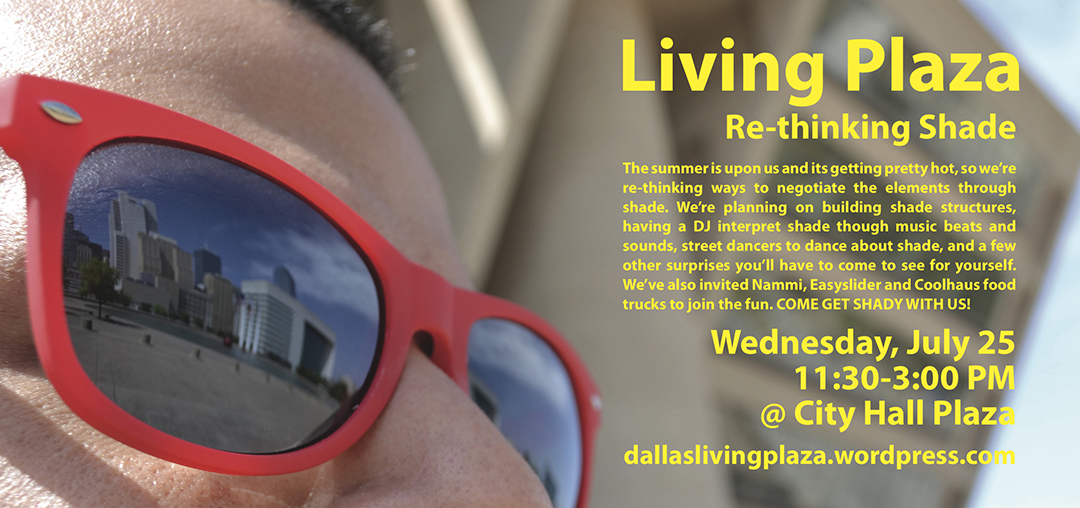 Living Plaza
Re-thinking Shade
The summer is upon us and its getting pretty hot, so we're
re-thinking ways to negotiate the elements through
shade. We're planning on building shade structures,
having a DJ interpret shade though music beats and
sounds, street dancers to dance about shade, and a few
other surprises you'll have to come to see for yourself.
We've also invited Nammi, Easyslider and Coolhaus food
trucks to join the fun. COME GET SHADY WITH US!
Wednesday, July 25
11:30-3:00 PM
@ City Hall Plaza
dallaslivingplaza.wordpress.com